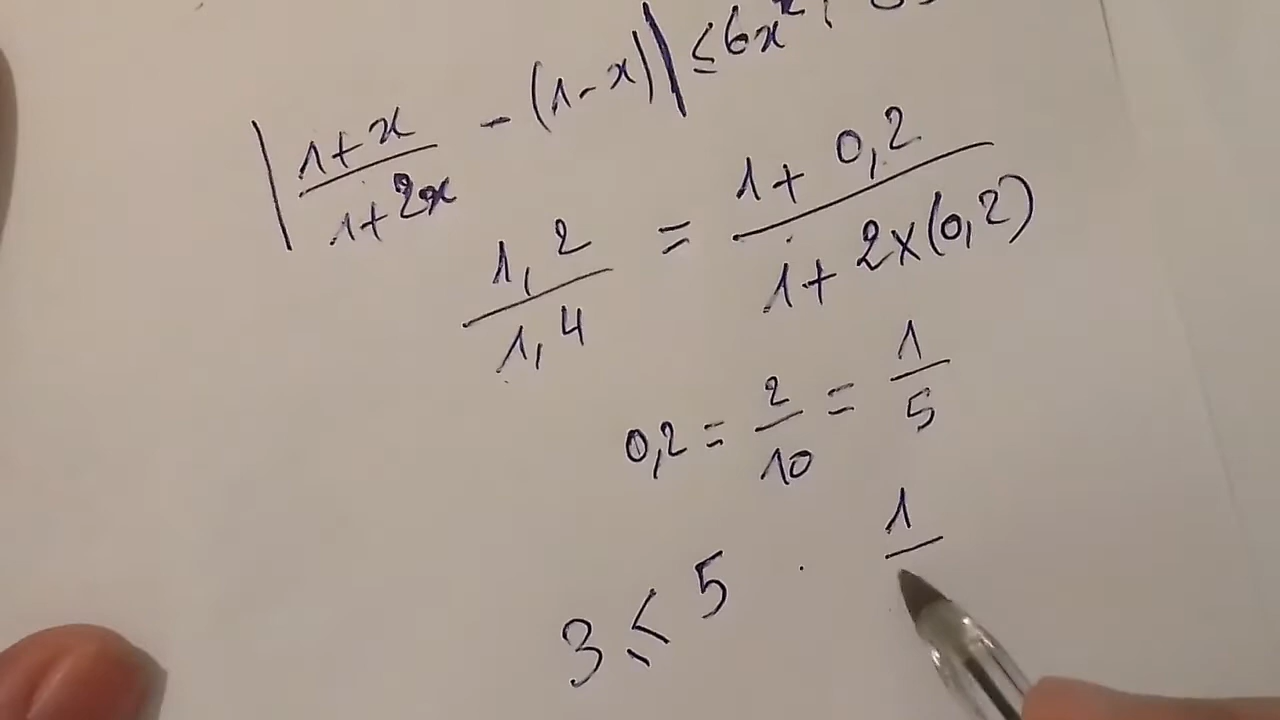 |(1+x)/(1+2x) - (1-x)| ≤ 6x²
1,2/1,4 = (1+0,2)/(1+2×(0,2))
0,2 = 2/10 = 1/5
3 ≤ 5 · 1/